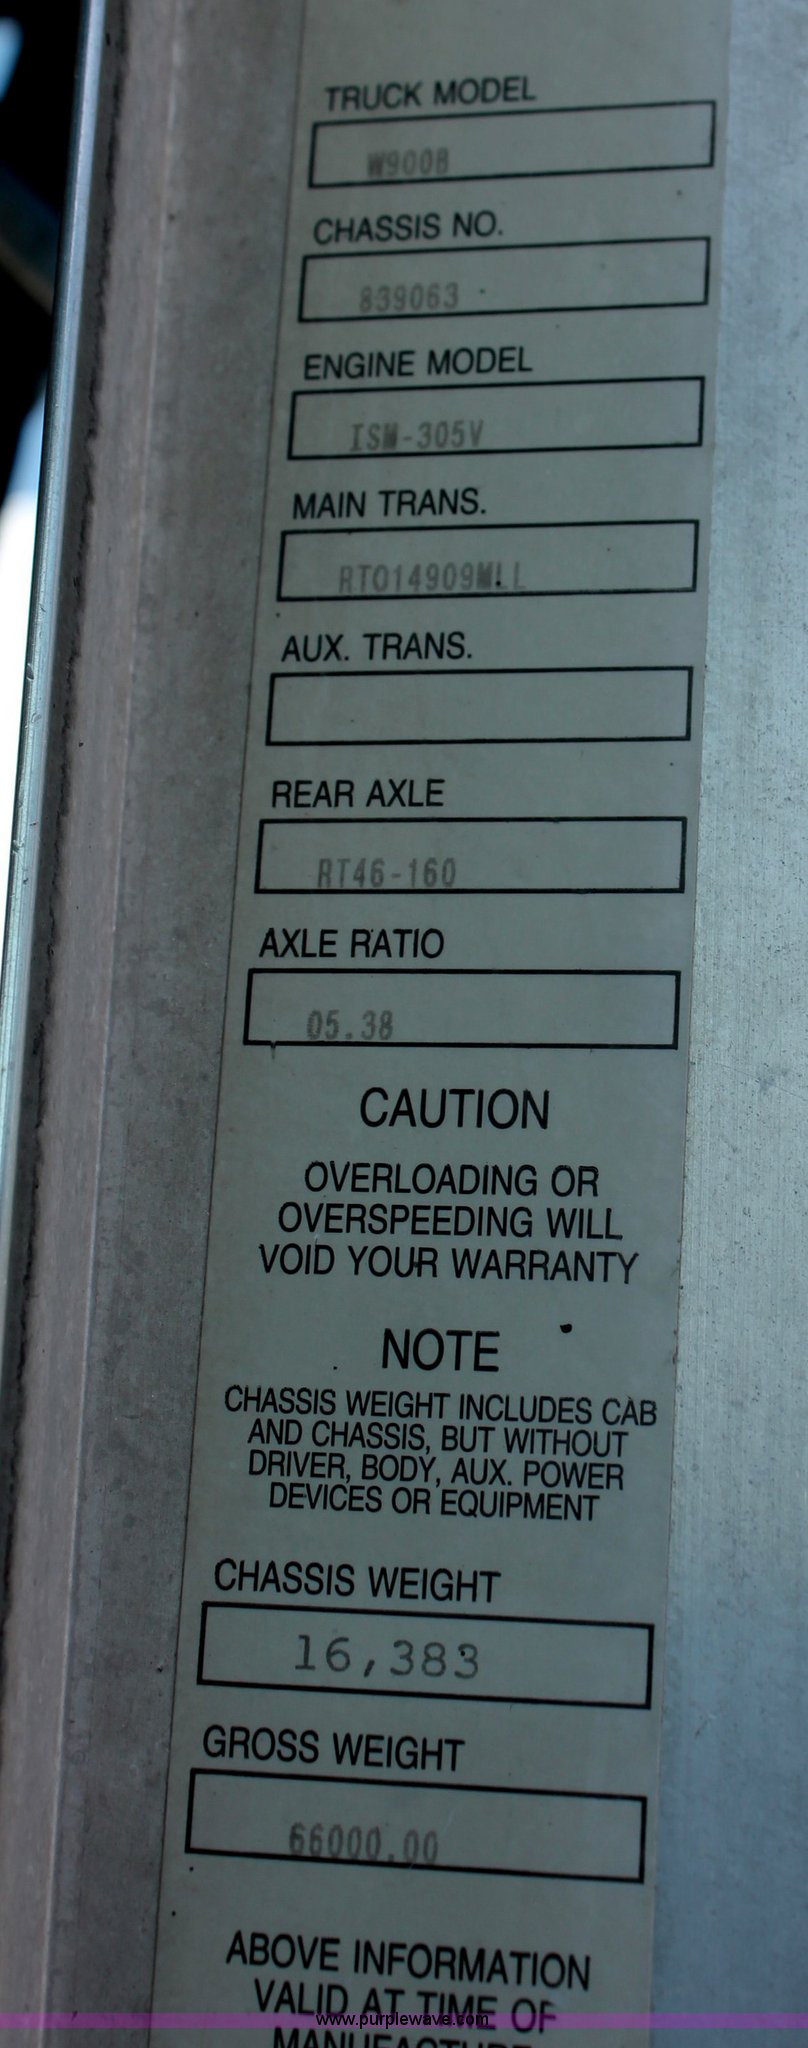 TRUCK MODEL
W900B
CHASSIS NO.
839063
ENGINE MODEL
ISM-305V
MAIN TRANS.
RTO14909MLL
AUX. TRANS.
REAR AXLE
RT46-160
AXLE RATIO
05.38
CAUTION
OVERLOADING OR
OVERSPEEDING WILL
VOID YOUR WARRANTY
NOTE
CHASSIS WEIGHT INCLUDES CAB
AND CHASSIS, BUT WITHOUT
DRIVER, BODY, AUX. POWER
DEVICES OR EQUIPMENT
CHASSIS WEIGHT
16,383
GROSS WEIGHT
66000.00
ABOVE INFORMATION
VALID AT TIME OF
www.purplewave.com
MANUFACTURE